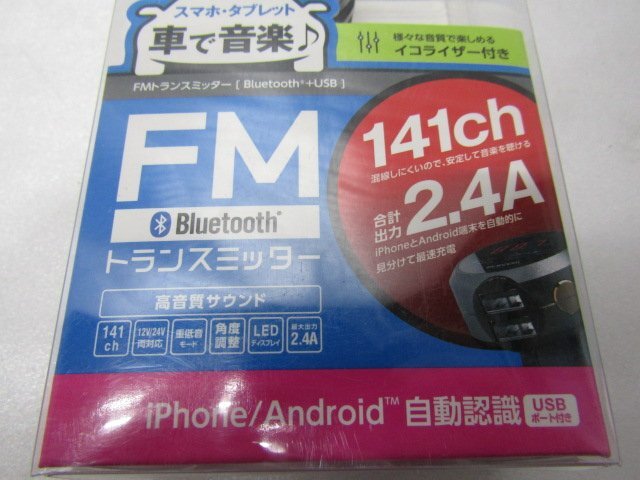 スマホ・タブレット
車で音楽♪
様々な音質で楽しめる
イコライザー付き
FMトランスミッター [ Bluetooth®+USB ]
FM
Bluetooth®
トランスミッター
高音質サウンド
141ch
混線しにくいので、安定して音楽を聴ける
合計出力 2.4A
iPhoneとAndroid端末を自動的に
見分けて最速充電
141 ch
12V/24V 両対応
重低音 モード
角度 調整
LED ディスプレイ
最大出力 2.4A
iPhone/Android™ 自動認識 USB ポート付き